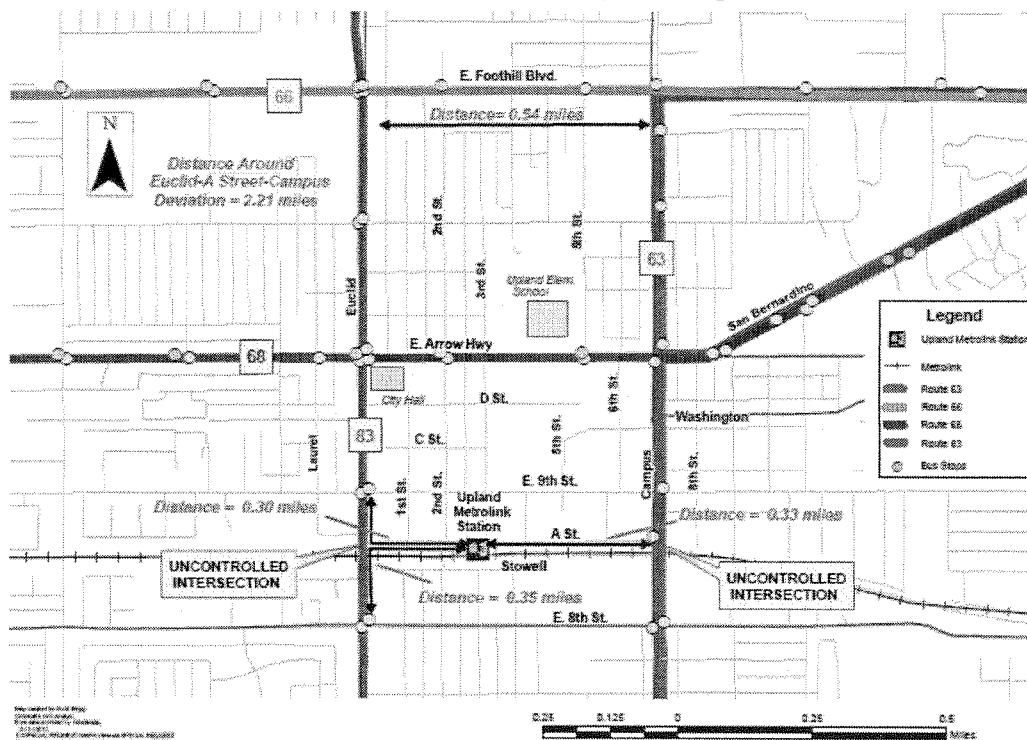 E. Foothill Blvd.
66
Distance= 0.54 miles
N
Distance Around
Euclid-A Street-Campus
Deviation = 2.21 miles
2nd St.
3rd St.
5th St.
63
Euclid
Upland Elem.
School
San Bernardino
Legend
Upland Metrolink Station
Metrolink
Route 63
Route 66
Route 68
Route 83
Bus Stops
68
E. Arrow Hwy
City Hall
D St.
6th St.
Washington
83
C St.
5th St.
Laurel
Campus
8th St.
1st St.
2nd St.
E. 9th St.
Upland
Metrolink
Station
Distance = 0.30 miles
A St.
Distance = 0.33 miles
Stowell
UNCONTROLLED
INTERSECTION
UNCONTROLLED
INTERSECTION
Distance = 0.35 miles
E. 8th St.
0.25 0.125 0 0.25 0.5
Miles